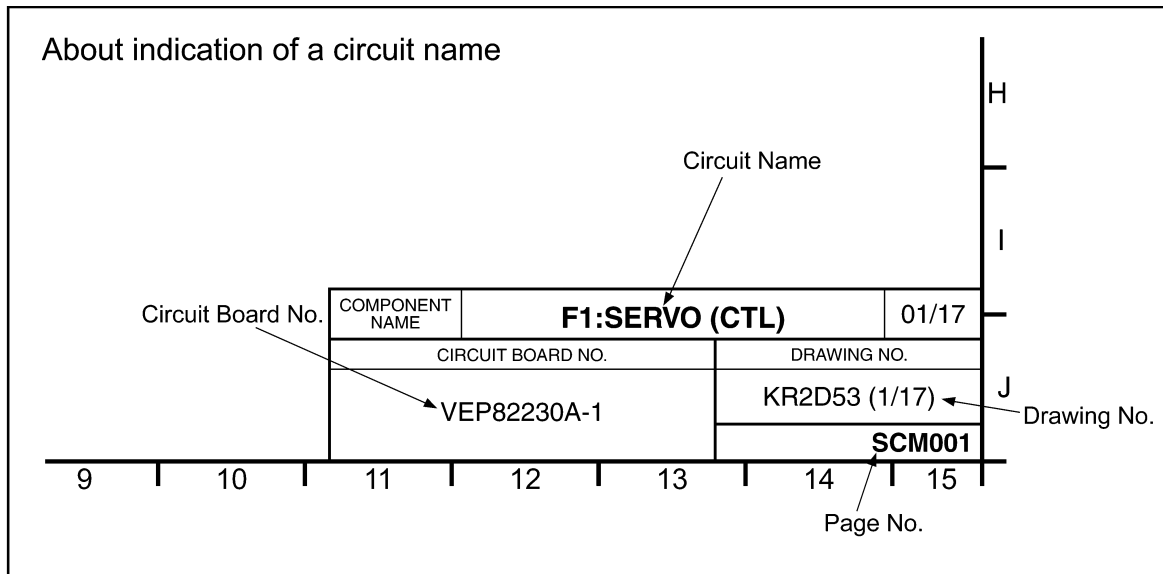 About indication of a circuit name
H
Circuit Name
I
Circuit Board No.
COMPONENT
NAME
F1:SERVO (CTL)
01/17
CIRCUIT BOARD NO.
DRAWING NO.
J
KR2D53 (1/17)
VEP82230A-1
Drawing No.
SCM001
9 10 11 12 13 14 15
Page No.